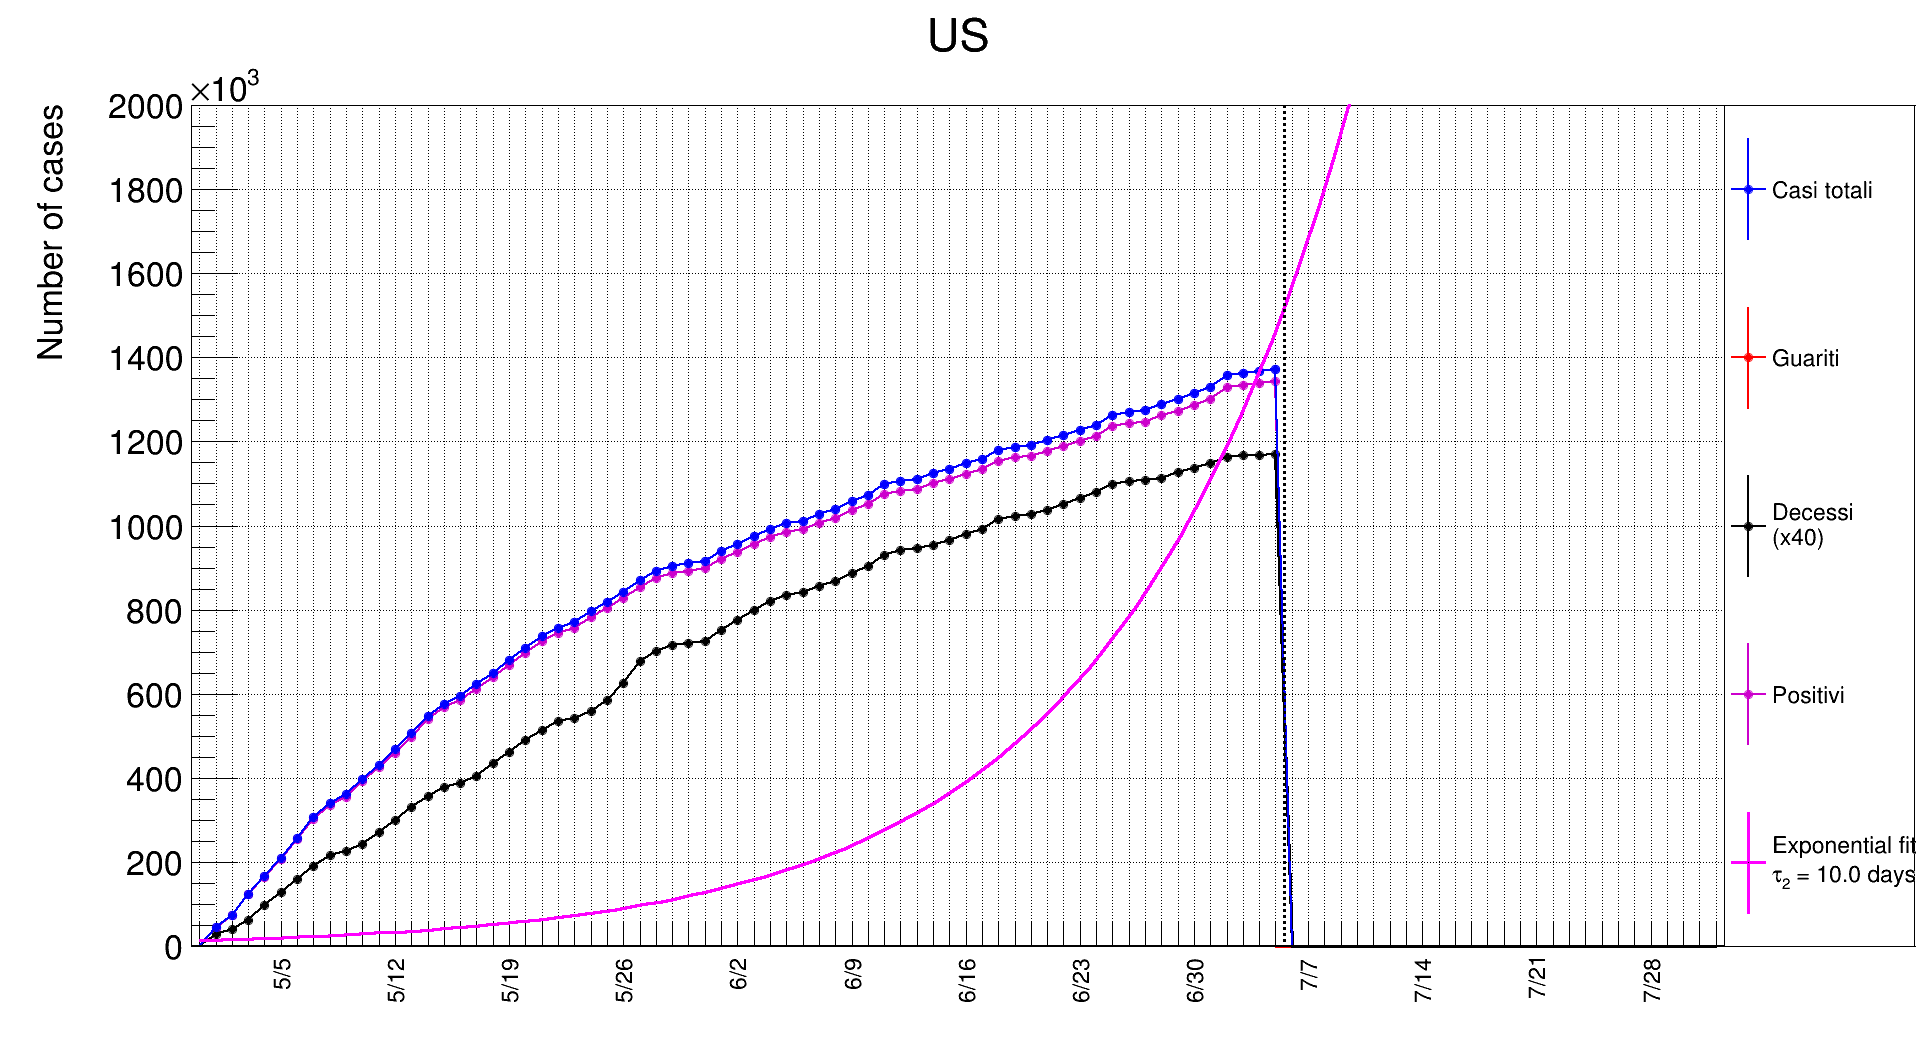 US
×10³
Number of cases
2000
1800
1600
1400
1200
1000
800
600
400
200
0
5/5
5/12
5/19
5/26
6/2
6/9
6/16
6/23
6/30
7/7
7/14
7/21
7/28
Casi totali
Guariti
Decessi
(x40)
Positivi
Exponential fit
τ₂ = 10.0 days